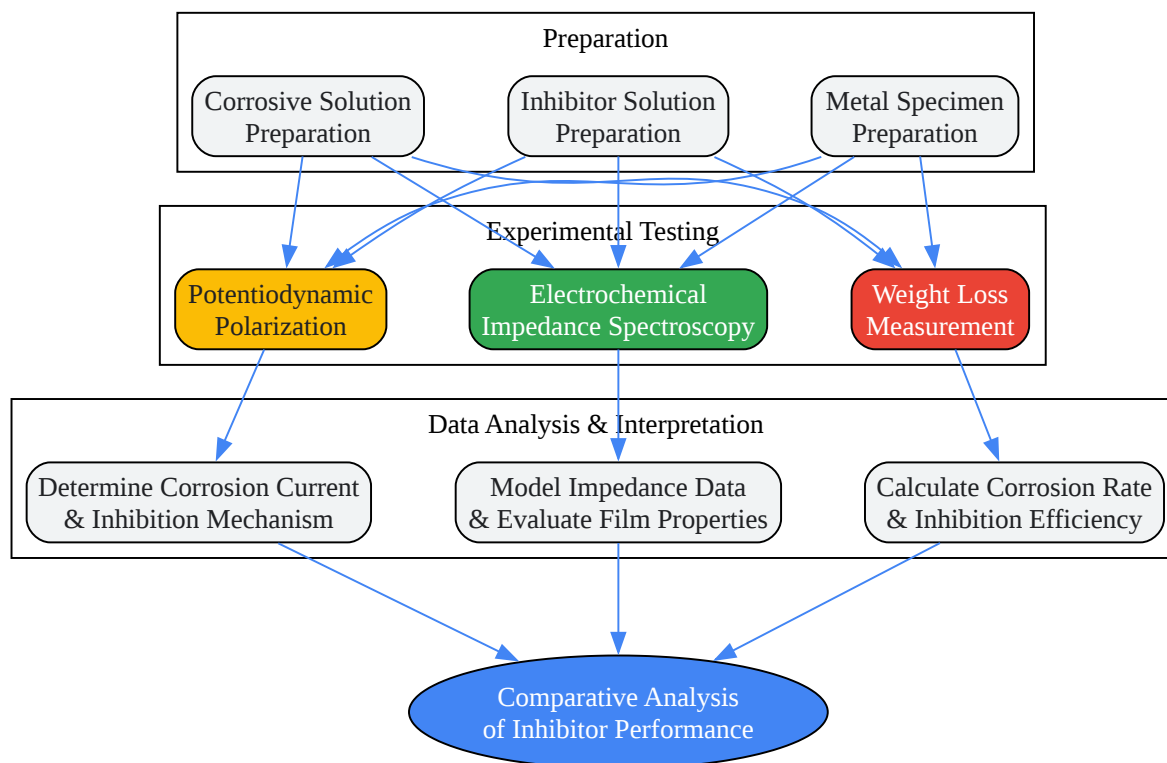 Preparation
Corrosive Solution
Preparation
Inhibitor Solution
Preparation
Metal Specimen
Preparation
Experimental Testing
Potentiodynamic
Polarization
Electrochemical
Impedance Spectroscopy
Weight Loss
Measurement
Data Analysis & Interpretation
Determine Corrosion Current
& Inhibition Mechanism
Model Impedance Data
& Evaluate Film Properties
Calculate Corrosion Rate
& Inhibition Efficiency
Comparative Analysis
of Inhibitor Performance